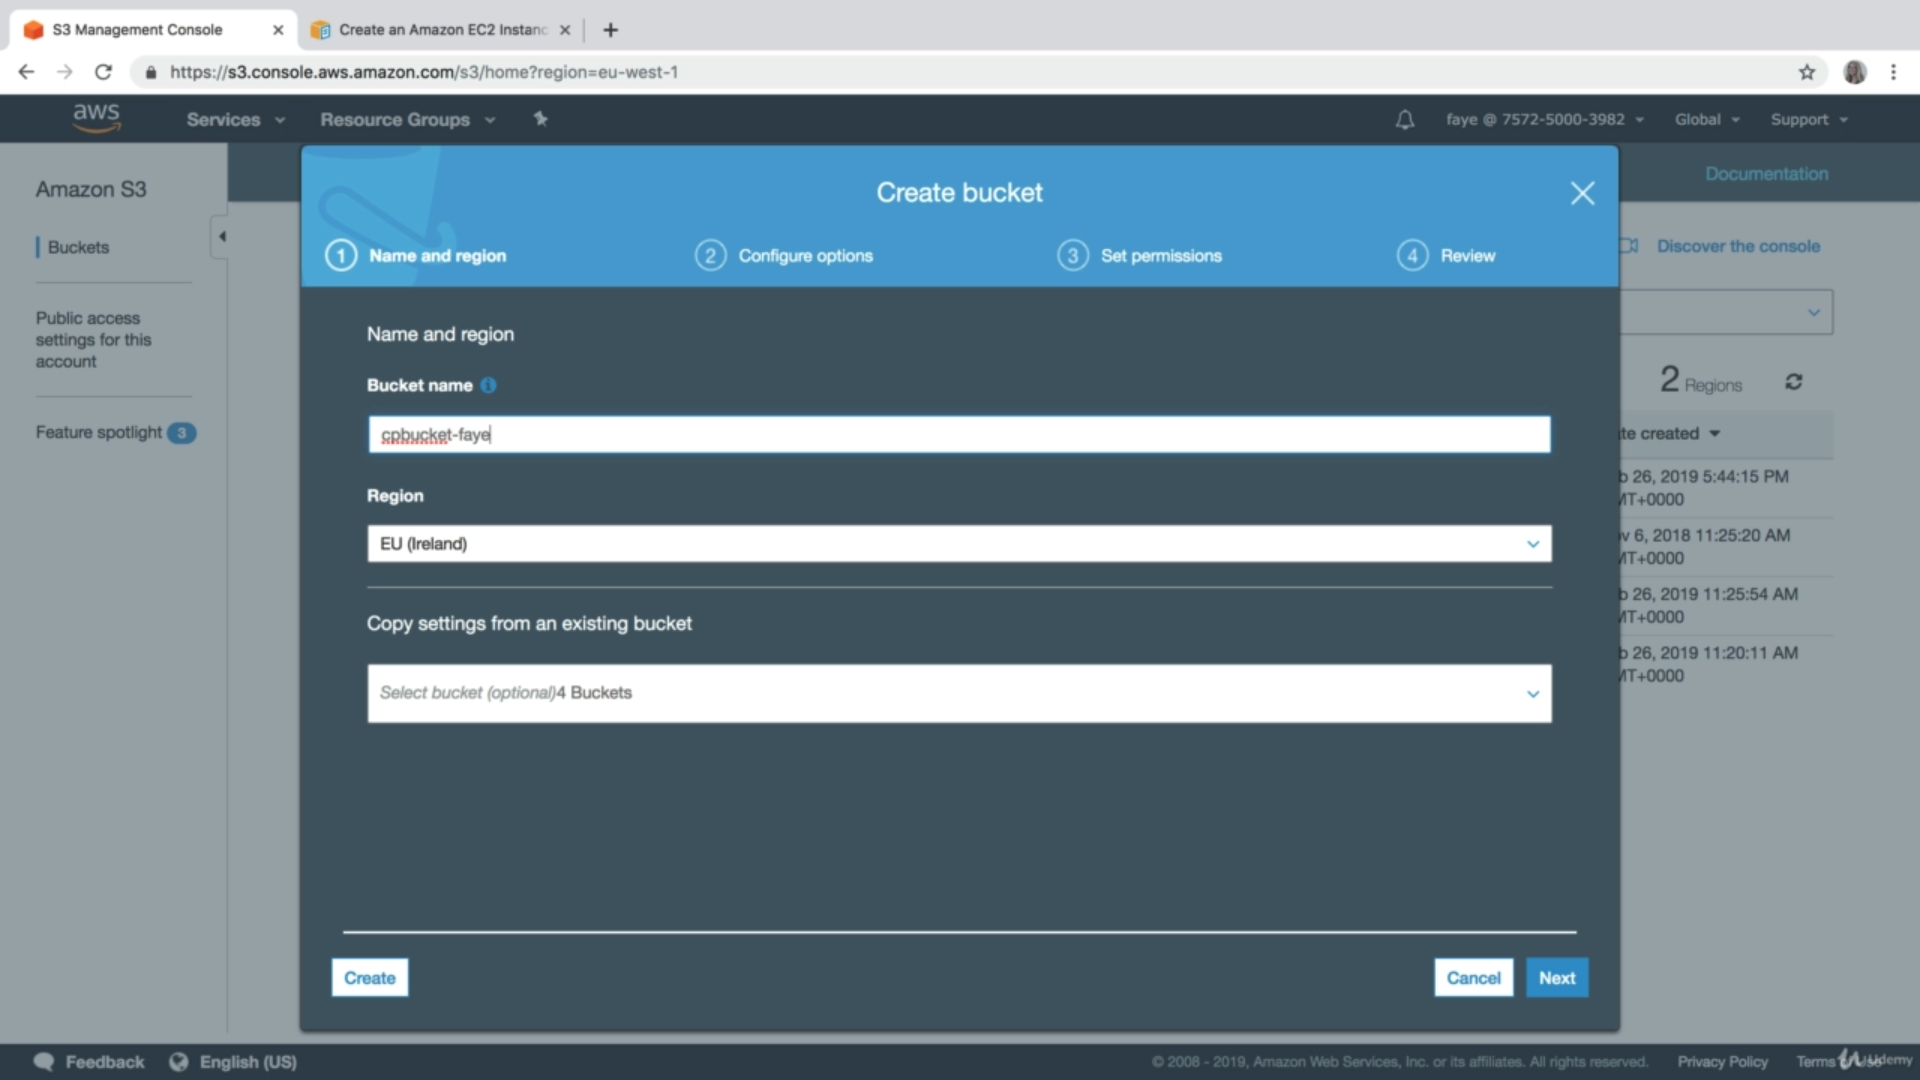 S3 Management Console
Create an Amazon EC2 Instanc
https://s3.console.aws.amazon.com/s3/home?region=eu-west-1
aws
Services
Resource Groups
faye @ 7572-5000-3982
Global
Support
Amazon S3
Buckets
Public access
settings for this
account
Feature spotlight 3
Documentation
Discover the console
2 Regions
te created
b 26, 2019 5:44:15 PM
MT+0000
v 6, 2018 11:25:20 AM
MT+0000
b 26, 2019 11:25:54 AM
MT+0000
b 26, 2019 11:20:11 AM
MT+0000
Create bucket
1 Name and region
2 Configure options
3 Set permissions
4 Review
Name and region
Bucket name
cpbucket-faye
Region
EU (Ireland)
Copy settings from an existing bucket
Select bucket (optional)4 Buckets
Create
Cancel
Next
Feedback
English (US)
© 2008 - 2019, Amazon Web Services, Inc. or its affiliates. All rights reserved.
Privacy Policy
Terms
Udemy